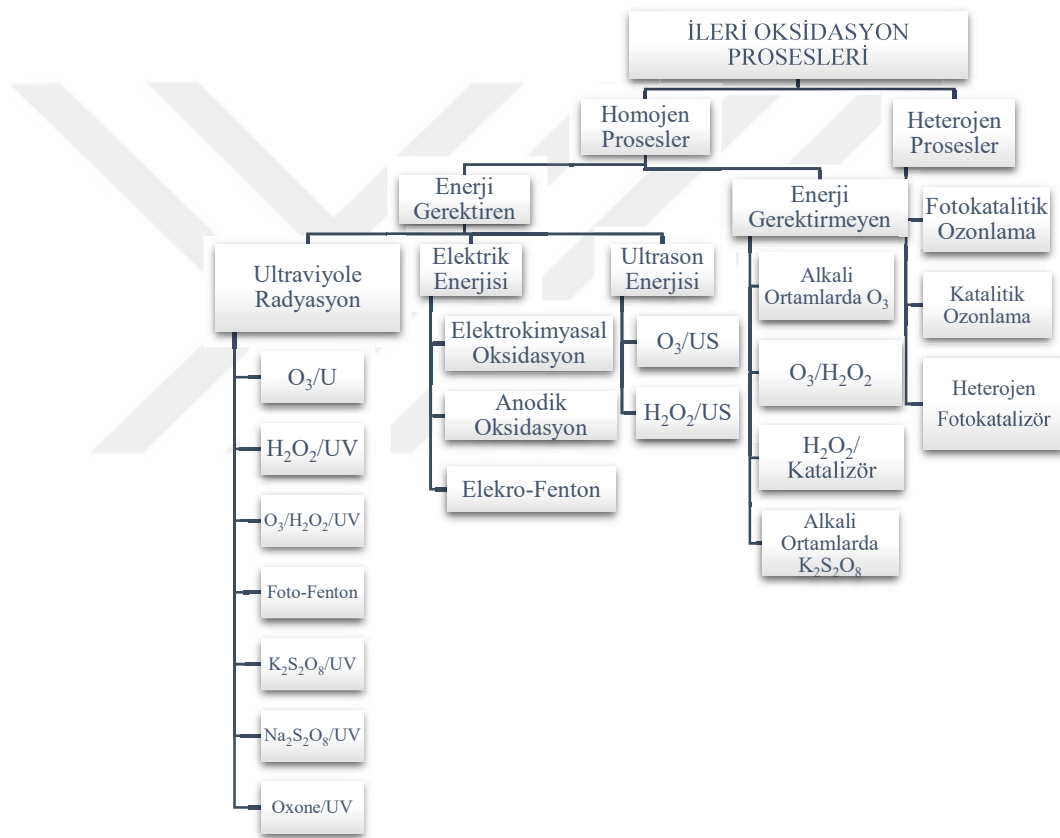 İLERİ OKSİDASYON
PROSESLERİ
Homojen
Prosesler
Heterojen
Prosesler
Enerji
Gerektiren
Enerji
Gerektirmeyen
Ultraviyole
Radyasyon
Elektrik
Enerjisi
Ultrason
Enerjisi
O₃/U
H₂O₂/UV
O₃/H₂O₂/UV
Foto-Fenton
K₂S₂O₈/UV
Na₂S₂O₈/UV
Oxone/UV
Elektrokimyasal
Oksidasyon
Anodik
Oksidasyon
Elekro-Fenton
O₃/US
H₂O₂/US
Alkali
Ortamlarda O₃
O₃/H₂O₂
H₂O₂/
Katalizör
Alkali
Ortamlarda
K₂S₂O₈
Fotokatalitik
Ozonlama
Katalitik
Ozonlama
Heterojen
Fotokatalizör